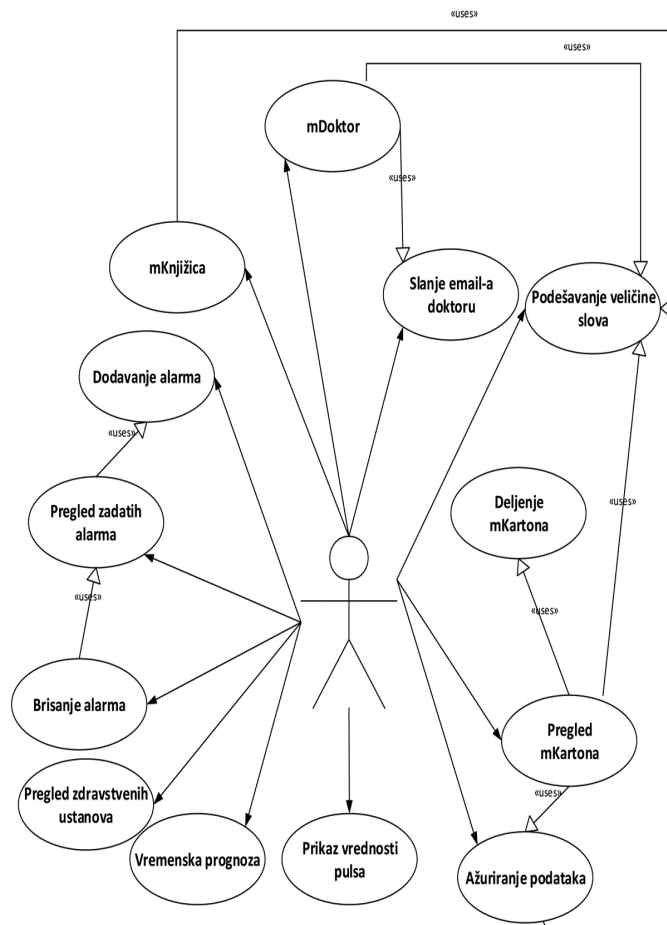 «uses»
«uses»
mDoktor
«uses»
mKnjižica
Slanje email-a
doktoru
Podešavanje veličine
slova
Dodavanje alarma
«uses»
Pregled zadatih
alarma
Deljenje
mKartona
«uses»
«uses»
«uses»
Brisanje alarma
Pregled
mKartona
Pregled zdravstvenih
ustanova
«uses»
Vremenska prognoza
Prikaz vrednosti
pulsa
Ažuriranje podataka